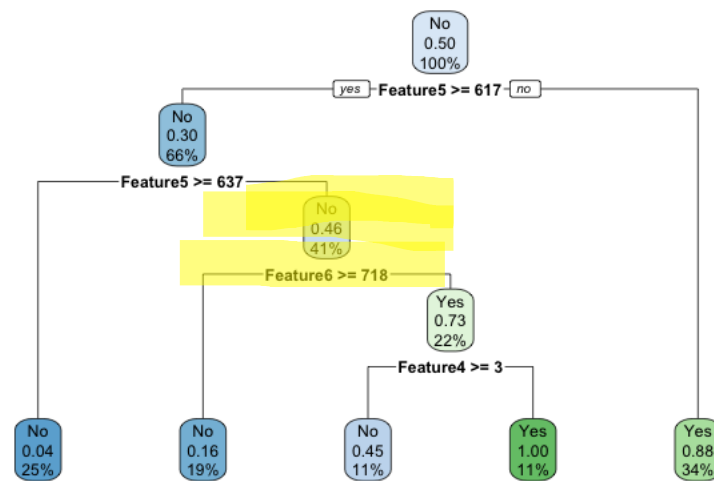 No
0.50
100%
yes Feature5 >= 617 no
No
0.30
66%
Feature5 >= 637
No
0.46
41%
Feature6 >= 718
Yes
0.73
22%
Feature4 >= 3
No
0.04
25%
No
0.16
19%
No
0.45
11%
Yes
1.00
11%
Yes
0.88
34%